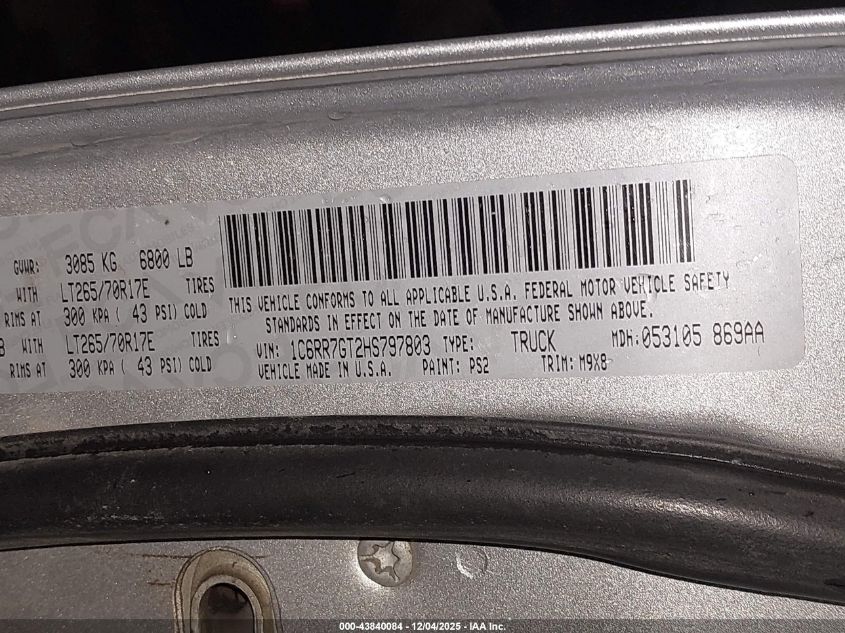 GVWR: 3085 KG 6800 LB
WITH LT265/70R17E TIRES
RIMS AT 300 KPA ( 43 PSI) COLD
WITH LT265/70R17E TIRES
RIMS AT 300 KPA ( 43 PSI) COLD
THIS VEHICLE CONFORMS TO ALL APPLICABLE U.S.A. FEDERAL MOTOR VEHICLE SAFETY
STANDARDS IN EFFECT ON THE DATE OF MANUFACTURE SHOWN ABOVE.
VIN: 1C6RR7GT2HS797803 TYPE: TRUCK MDH: 053105 869AA
VEHICLE MADE IN U.S.A. PAINT: PS2 TRIM: M9X8
000-43840084 - 12/04/2025 - IAA Inc.